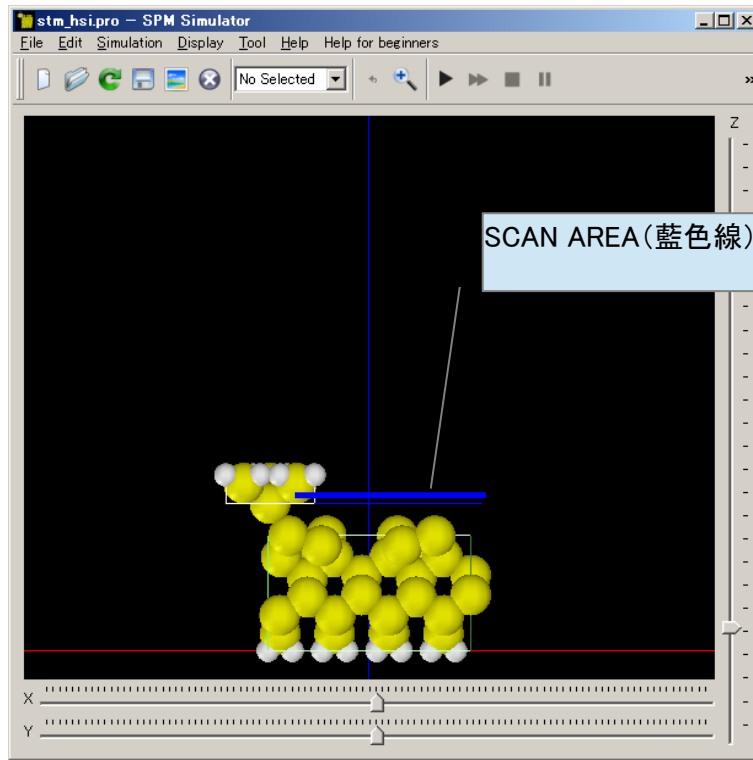 stm_hsi.pro − SPM Simulator
File Edit Simulation Display Tool Help Help for beginners
No Selected
»
Z
SCAN AREA（藍色線）
X
Y